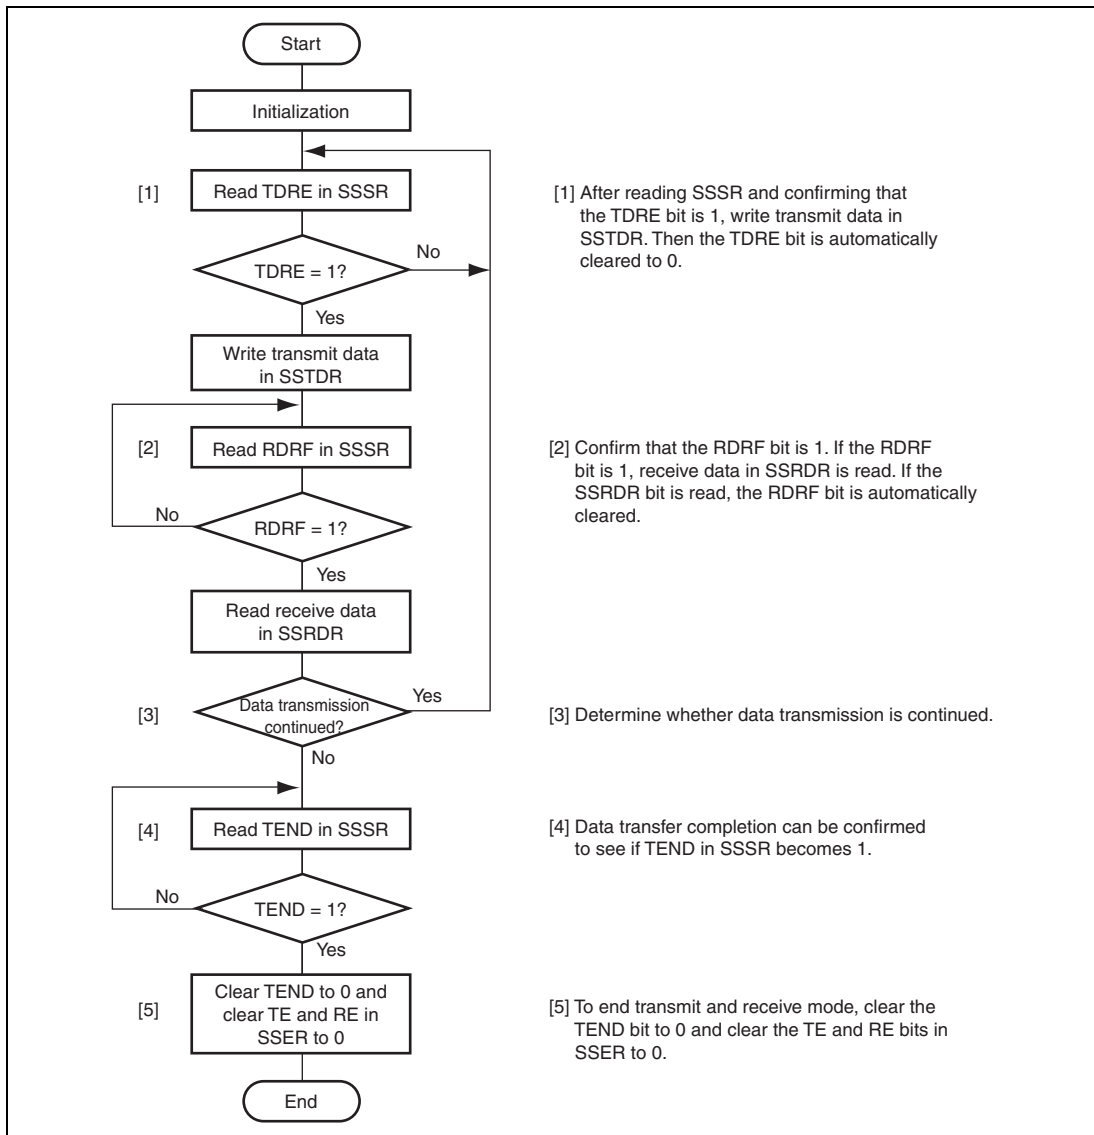 Start
Initialization
[1]
Read TDRE in SSSR
[1] After reading SSSR and confirming that
the TDRE bit is 1, write transmit data in
SSTDR. Then the TDRE bit is automatically
cleared to 0.
TDRE = 1?
No
Yes
Write transmit data
in SSTDR
[2]
Read RDRF in SSSR
[2] Confirm that the RDRF bit is 1. If the RDRF
bit is 1, receive data in SSRDR is read. If the
SSRDR bit is read, the RDRF bit is automatically
cleared.
No
RDRF = 1?
Yes
Read receive data
in SSRDR
[3]
Data transmission
continued?
Yes
[3] Determine whether data transmission is continued.
No
[4]
Read TEND in SSSR
[4] Data transfer completion can be confirmed
to see if TEND in SSSR becomes 1.
No
TEND = 1?
Yes
[5]
Clear TEND to 0 and
clear TE and RE in
SSER to 0
[5] To end transmit and receive mode, clear the
TEND bit to 0 and clear the TE and RE bits in
SSER to 0.
End